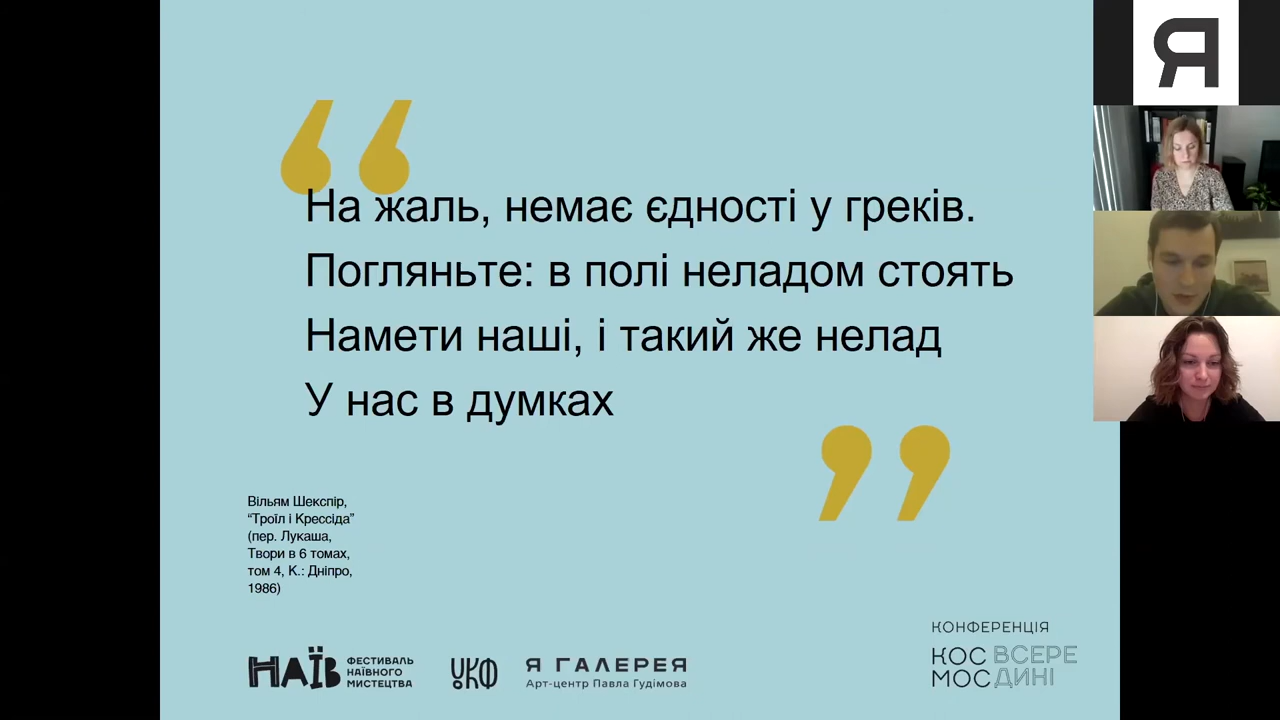 Я
На жаль, немає єдності у греків.
Погляньте: в полі неладом стоять
Намети наші, і такий же нелад
У нас в думках
Вільям Шекспір,
“Троїл і Крессіда”
(пер. Лукаша,
Твори в 6 томах,
том 4, К.: Дніпро,
1986)
НАЇВ
ФЕСТИВАЛЬ
НАЇВНОГО
МИСТЕЦТВА
УКФ
Я ГАЛЕРЕЯ
Арт-центр Павла Гудімова
КОНФЕРЕНЦІЯ
КОС ВСЕРЕ
МОС ДИНІ